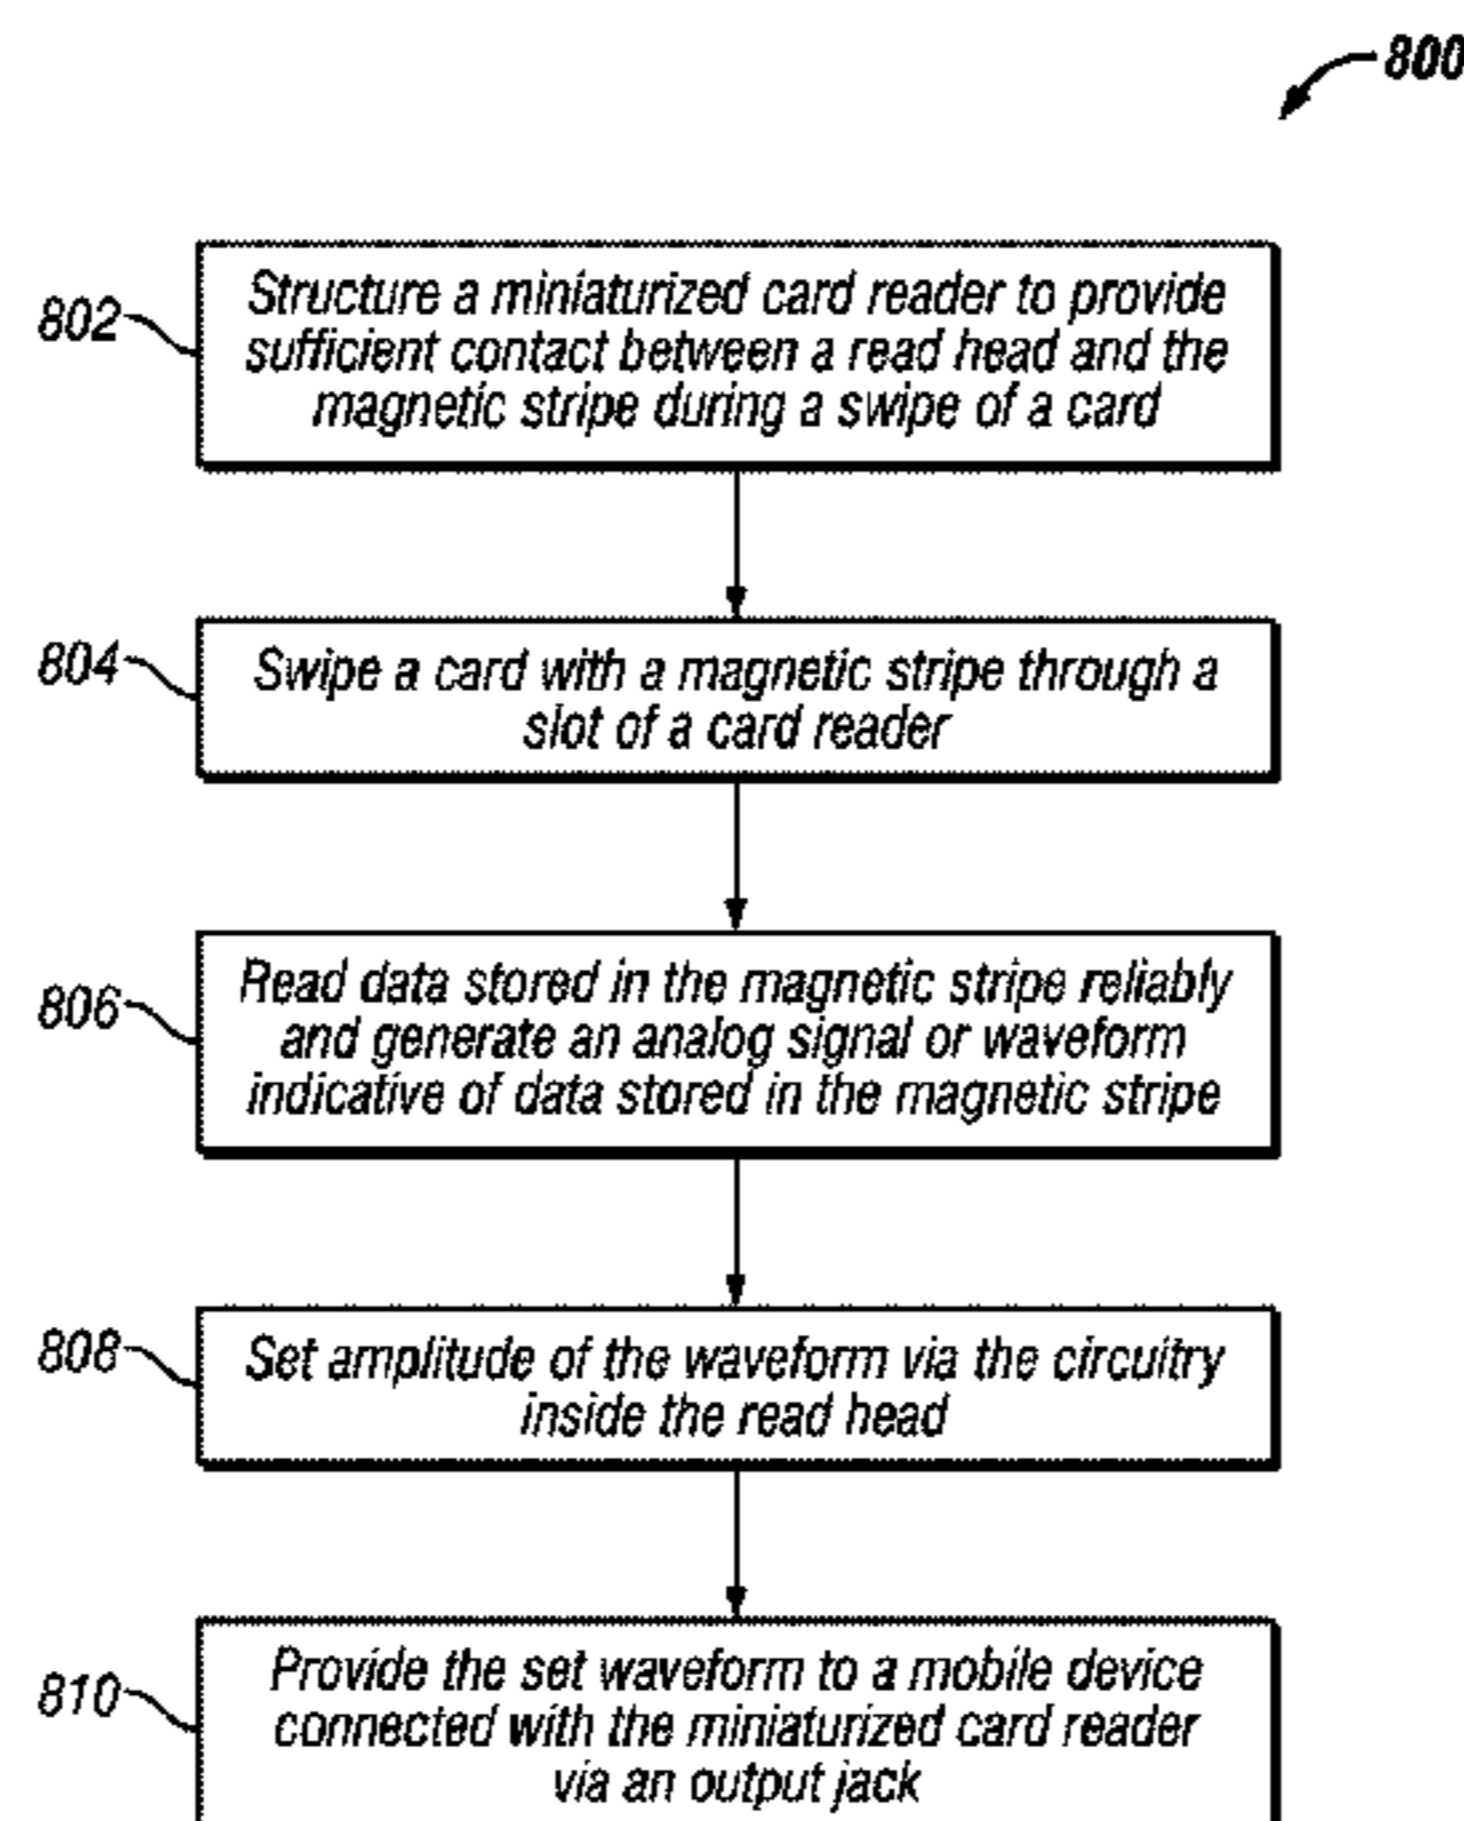 800
802
Structure a miniaturized card reader to provide
sufficient contact between a read head and the
magnetic stripe during a swipe of a card
804
Swipe a card with a magnetic stripe through a
slot of a card reader
806
Read data stored in the magnetic stripe reliably
and generate an analog signal or waveform
indicative of data stored in the magnetic stripe
808
Set amplitude of the waveform via the circuitry
inside the read head
810
Provide the set waveform to a mobile device
connected with the miniaturized card reader
via an output jack